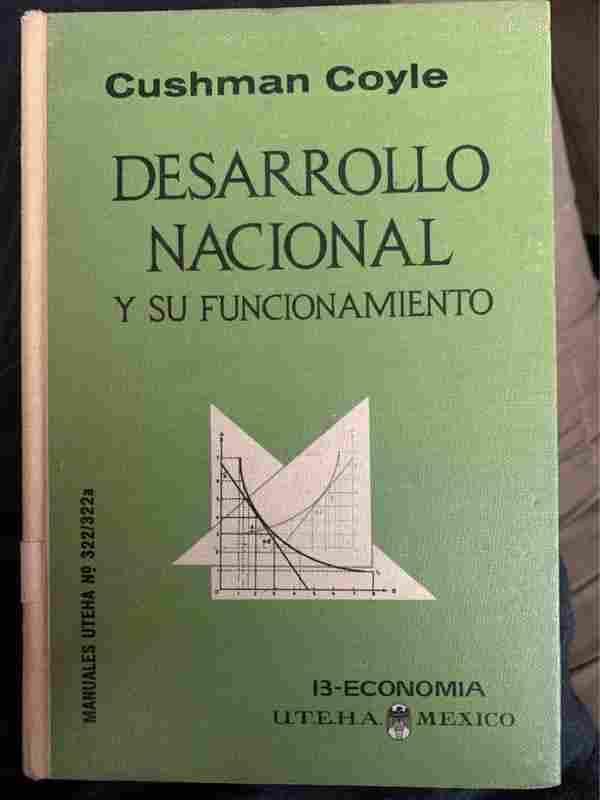 Cushman Coyle
DESARROLLO
NACIONAL
Y SU FUNCIONAMIENTO
MANUALES UTEHA Nº 322/322a
13-ECONOMIA
U.T.E.H.A. MEXICO